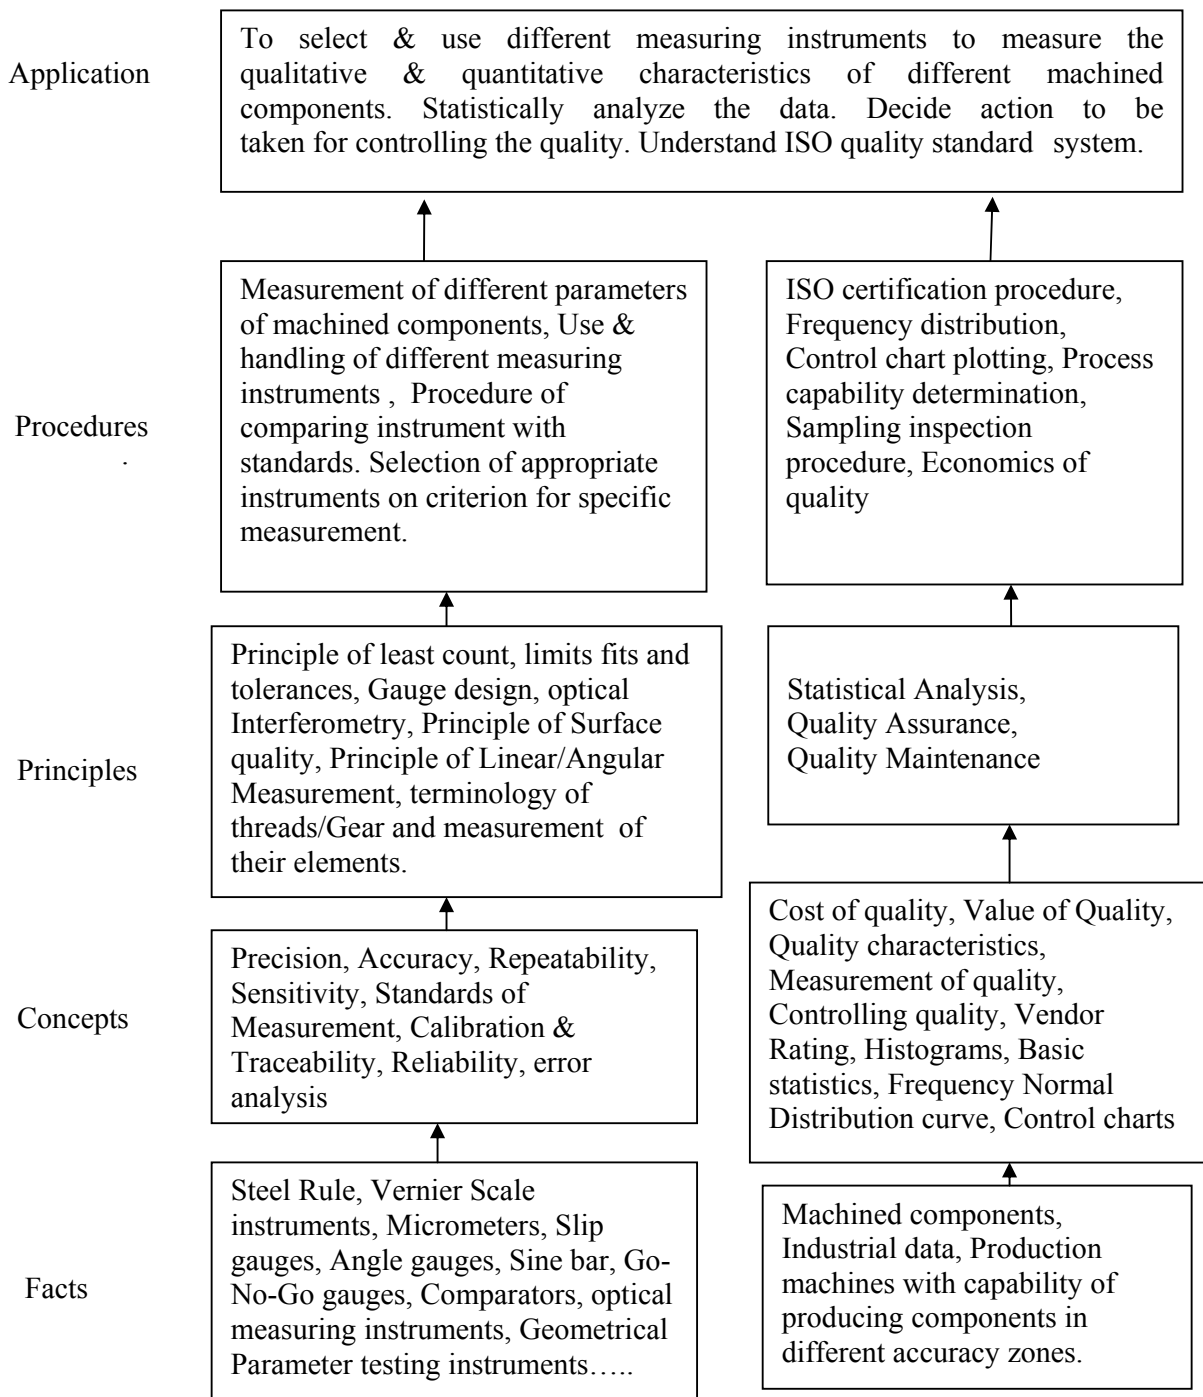 Application
To select & use different measuring instruments to measure the
qualitative & quantitative characteristics of different machined
components. Statistically analyze the data. Decide action to be
taken for controlling the quality. Understand ISO quality standard system.
Procedures
.
Measurement of different parameters
of machined components, Use &
handling of different measuring
instruments , Procedure of
comparing instrument with
standards. Selection of appropriate
instruments on criterion for specific
measurement.
ISO certification procedure,
Frequency distribution,
Control chart plotting, Process
capability determination,
Sampling inspection
procedure, Economics of
quality
Principles
Principle of least count, limits fits and
tolerances, Gauge design, optical
Interferometry, Principle of Surface
quality, Principle of Linear/Angular
Measurement, terminology of
threads/Gear and measurement of
their elements.
Statistical Analysis,
Quality Assurance,
Quality Maintenance
Concepts
Precision, Accuracy, Repeatability,
Sensitivity, Standards of
Measurement, Calibration &
Traceability, Reliability, error
analysis
Cost of quality, Value of Quality,
Quality characteristics,
Measurement of quality,
Controlling quality, Vendor
Rating, Histograms, Basic
statistics, Frequency Normal
Distribution curve, Control charts
Facts
Steel Rule, Vernier Scale
instruments, Micrometers, Slip
gauges, Angle gauges, Sine bar, Go-
No-Go gauges, Comparators, optical
measuring instruments, Geometrical
Parameter testing instruments…..
Machined components,
Industrial data, Production
machines with capability of
producing components in
different accuracy zones.